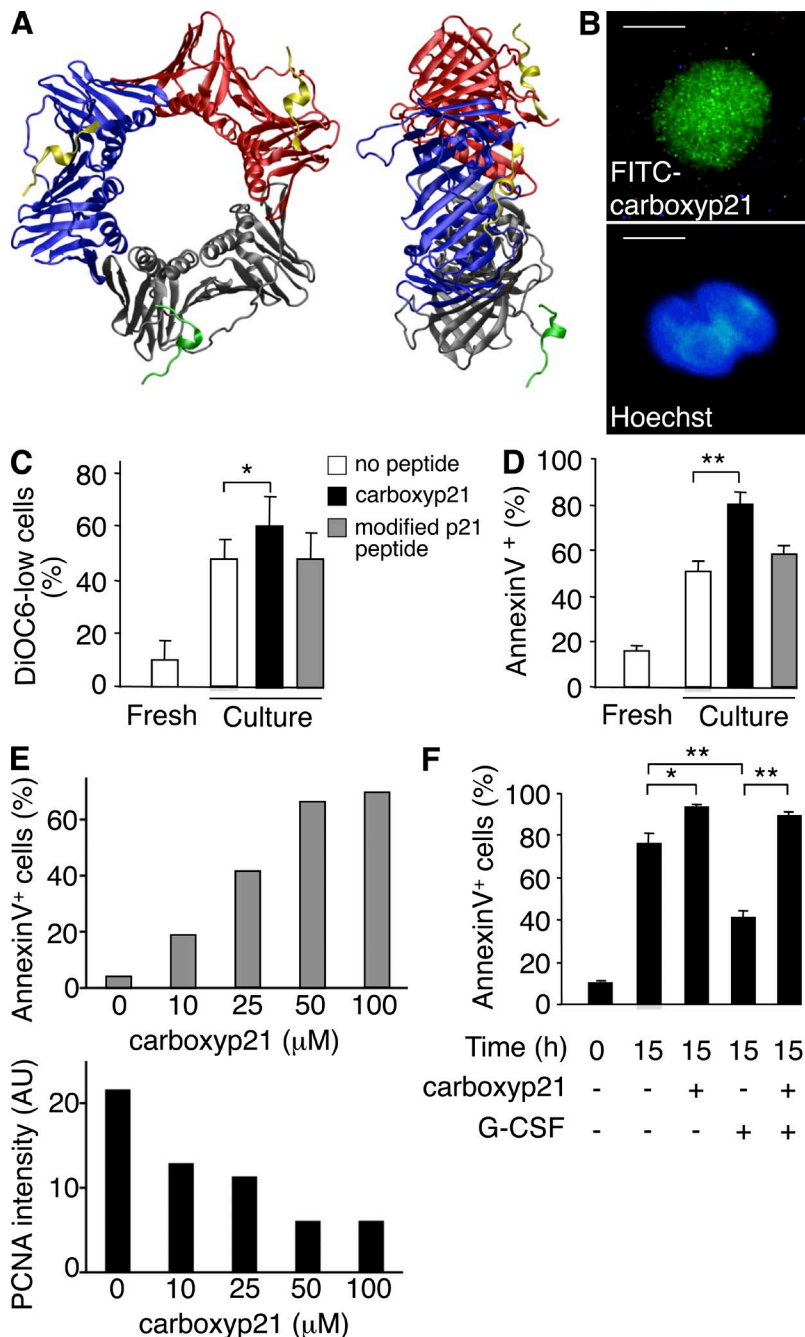 A
B
FITC-
carboxyp21
Hoechst
C
DiOC6-low cells
(%)
80
60
40
20
0
*
Fresh
Culture
no peptide
carboxyp21
modified p21
peptide
D
AnnexinV + (%)
100
80
60
40
20
0
**
Fresh
Culture
E
AnnexinV+ cells (%)
60
40
20
0
0 10 25 50 100
carboxyp21 (μM)
PCNA intensity (AU)
20
10
0
0 10 25 50 100
carboxyp21 (μM)
F
AnnexinV+ cells (%)
100
80
60
40
20
0
**
* **
Time (h) 0 15 15 15 15
carboxyp21 - - + - +
G-CSF - - - + +